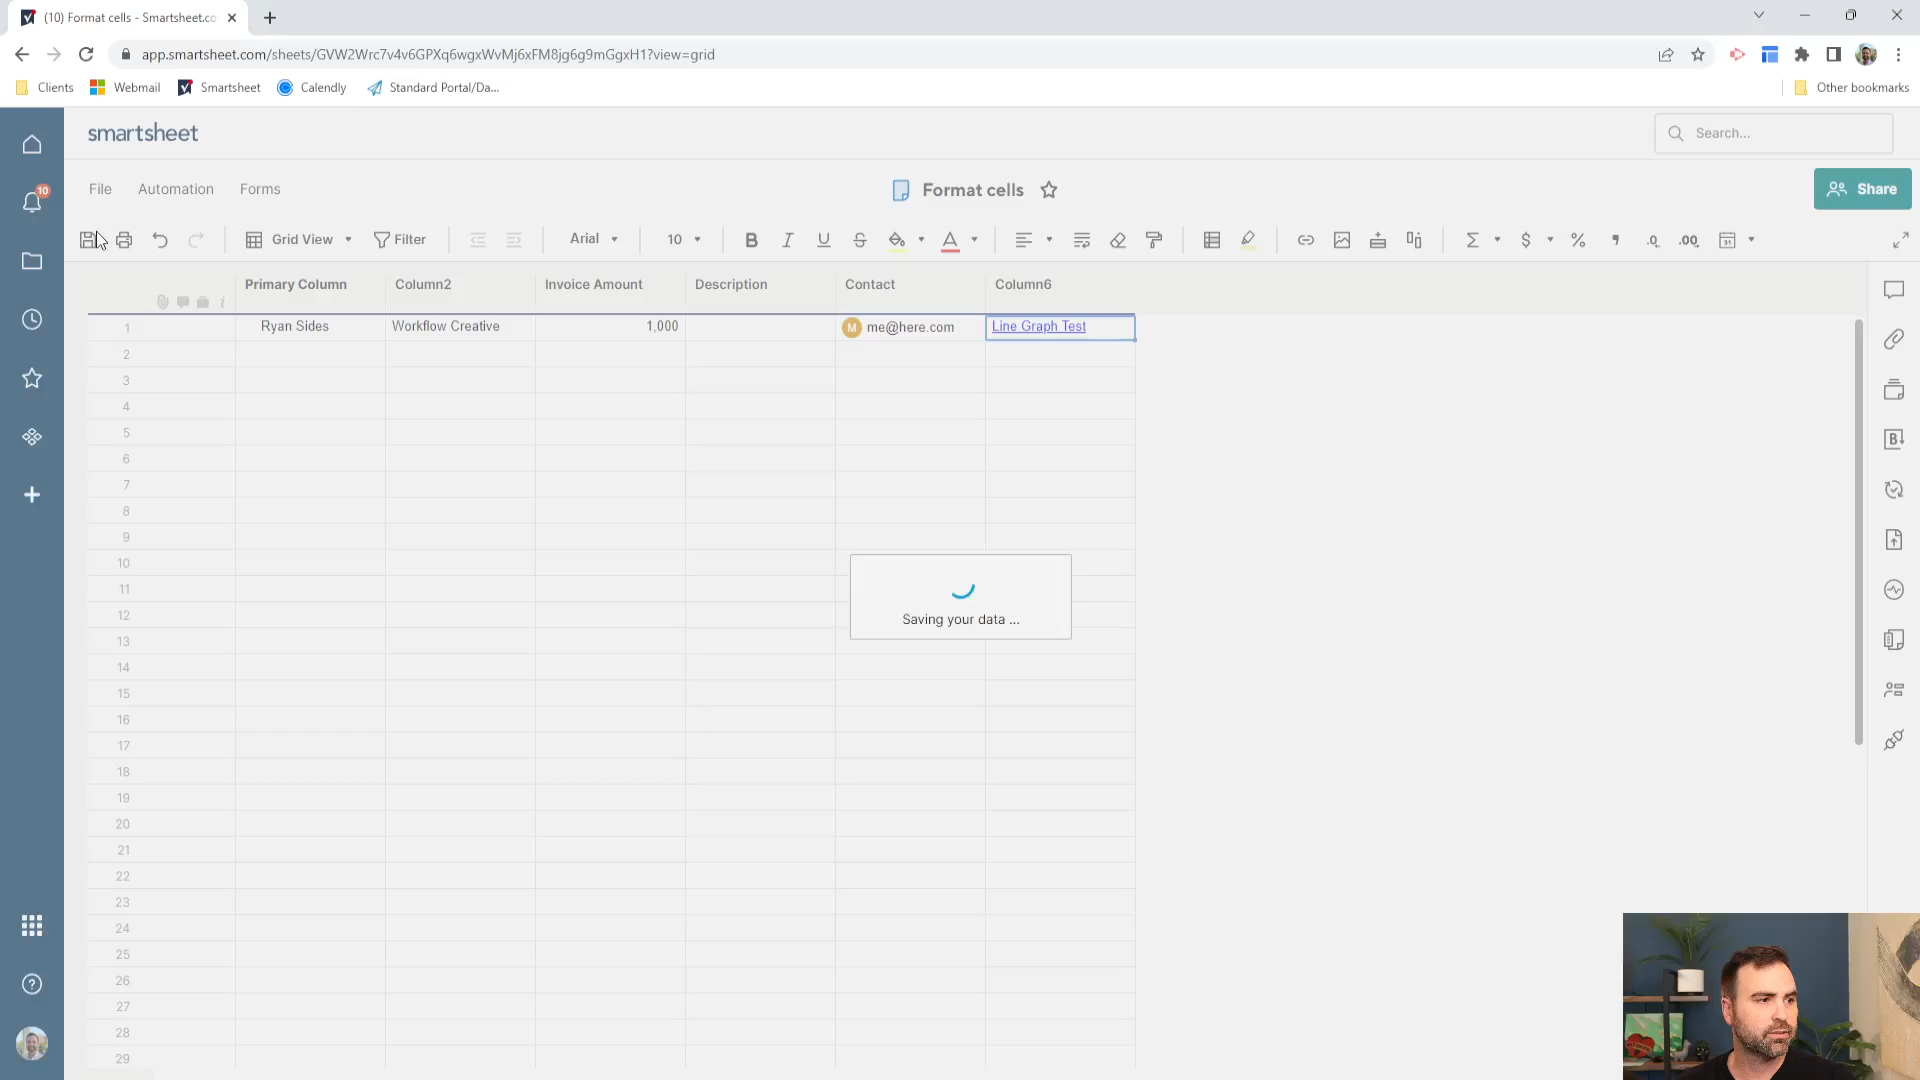 (10) Format cells - Smartsheet.co
app.smartsheet.com/sheets/GVW2Wrc7v4v6GPXq6wgxWvMj6xFM8jg6g9mGgxH1?view=grid
Clients
Webmail
Smartsheet
Calendly
Standard Portal/Da...
Other bookmarks
smartsheet
Search...
10
File
Automation
Forms
Format cells
Share
Grid View
Filter
Arial
10
B
I
U
S
A
Σ
$
%
.0
.00
31
Primary Column
Column2
Invoice Amount
Description
Contact
Column6
i
1
Ryan Sides
Workflow Creative
1,000
M
me@here.com
Line Graph Test
2
3
4
5
6
7
8
9
10
11
12
13
14
15
16
17
18
19
20
21
22
23
24
25
26
27
28
29
Saving your data ...
B